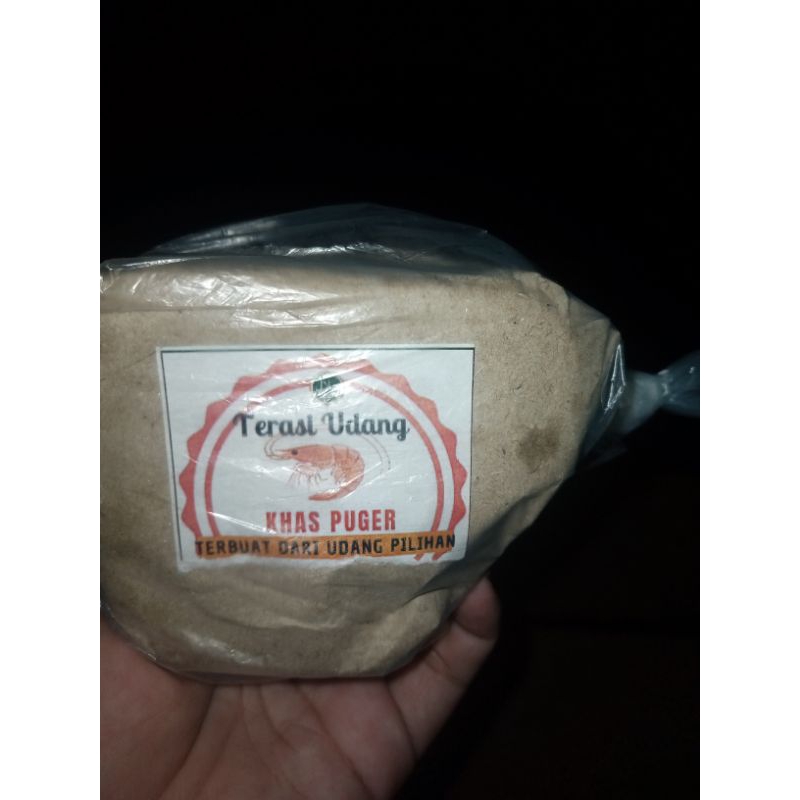 Terasi Udang
KHAS PUGER
TERBUAT DARI UDANG PILIHAN